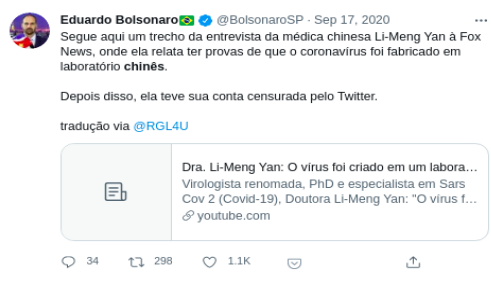 Eduardo Bolsonaro🇧🇷 @BolsonaroSP · Sep 17, 2020
Segue aqui um trecho da entrevista da médica chinesa Li-Meng Yan à Fox
News, onde ela relata ter provas de que o coronavírus foi fabricado em
laboratório chinês.
Depois disso, ela teve sua conta censurada pelo Twitter.
tradução via @RGL4U
Dra. Li-Meng Yan: O vírus foi criado em um labora...
Virologista renomada, PhD e especialista em Sars
Cov 2 (Covid-19), Doutora Li-Meng Yan: "O vírus f...
youtube.com
34 298 1.1K